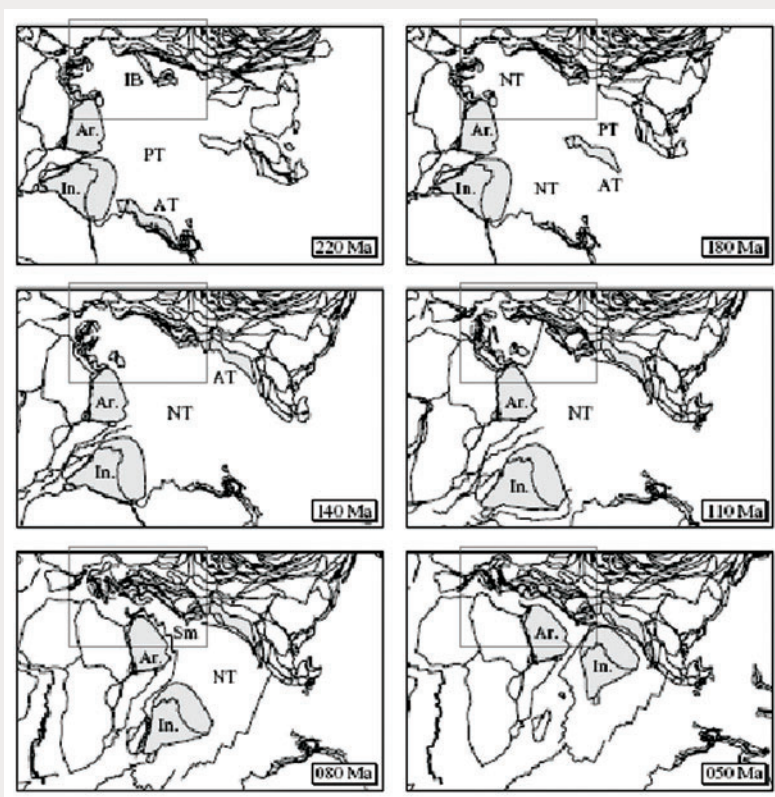 IB
Ar.
PT
In.
AT
220 Ma
NT
Ar.
PT
In.
NT
AT
180 Ma
AT
Ar.
NT
In.
140 Ma
Ar.
NT
In.
110 Ma
Sm
Ar.
NT
In.
080 Ma
Ar.
In.
050 Ma